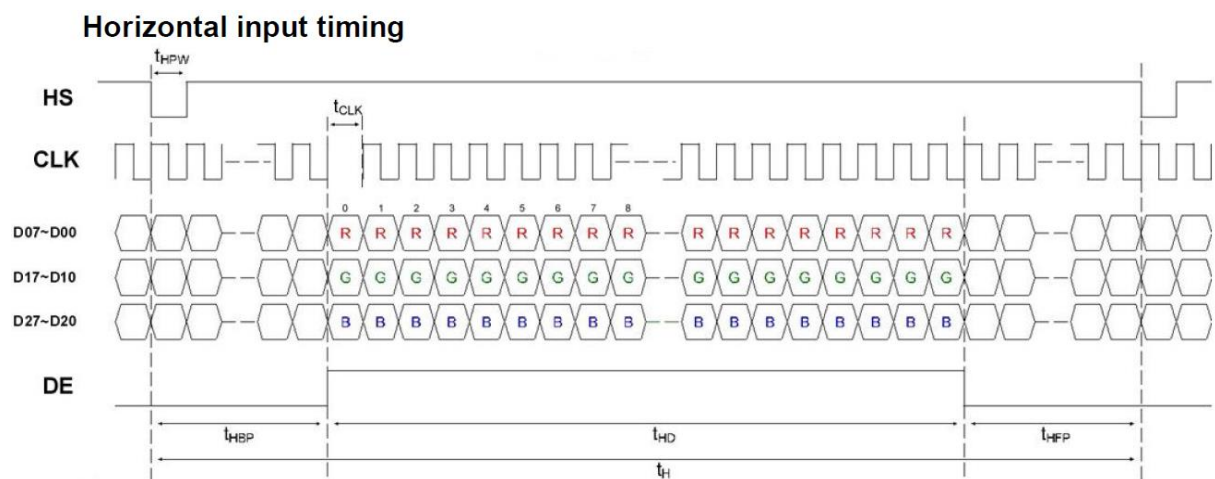 Horizontal input timing
tHPW
HS
tCLK
CLK
0 1 2 3 4 5 6 7 8
D07~D00 R R R R R R R R R R R R R R R R R
D17~D10 G G G G G G G G G G G G G G G G G
D27~D20 B B B B B B B B B B B B B B B B B
DE
tHBP tHD tHFP
tH